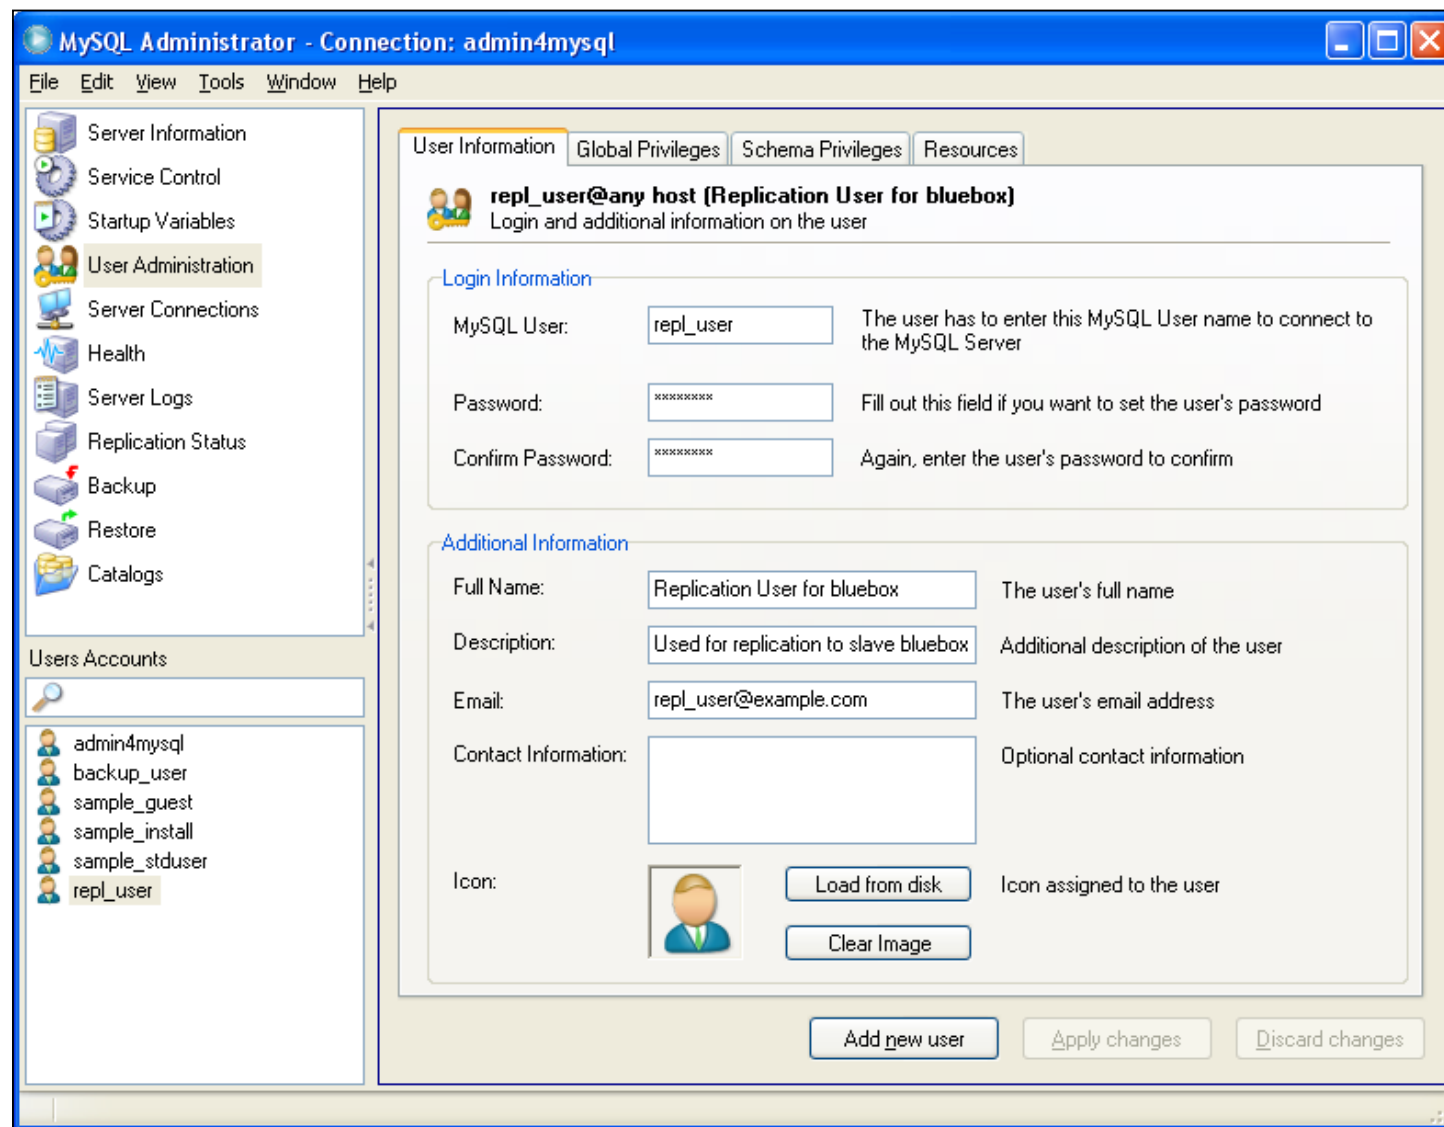 MySQL Administrator - Connection: admin4mysql
File Edit View Tools Window Help
Server Information
Service Control
Startup Variables
User Administration
Server Connections
Health
Server Logs
Replication Status
Backup
Restore
Catalogs
Users Accounts
admin4mysql
backup_user
sample_guest
sample_install
sample_stduser
repl_user
User Information Global Privileges Schema Privileges Resources
repl_user@any host (Replication User for bluebox)
Login and additional information on the user
Login Information
MySQL User: repl_user The user has to enter this MySQL User name to connect to
the MySQL Server
Password: ******** Fill out this field if you want to set the user's password
Confirm Password: ******** Again, enter the user's password to confirm
Additional Information
Full Name: Replication User for bluebox The user's full name
Description: Used for replication to slave bluebox Additional description of the user
Email: repl_user@example.com The user's email address
Contact Information: Optional contact information
Icon: Load from disk Icon assigned to the user
Clear Image
Add new user Apply changes Discard changes